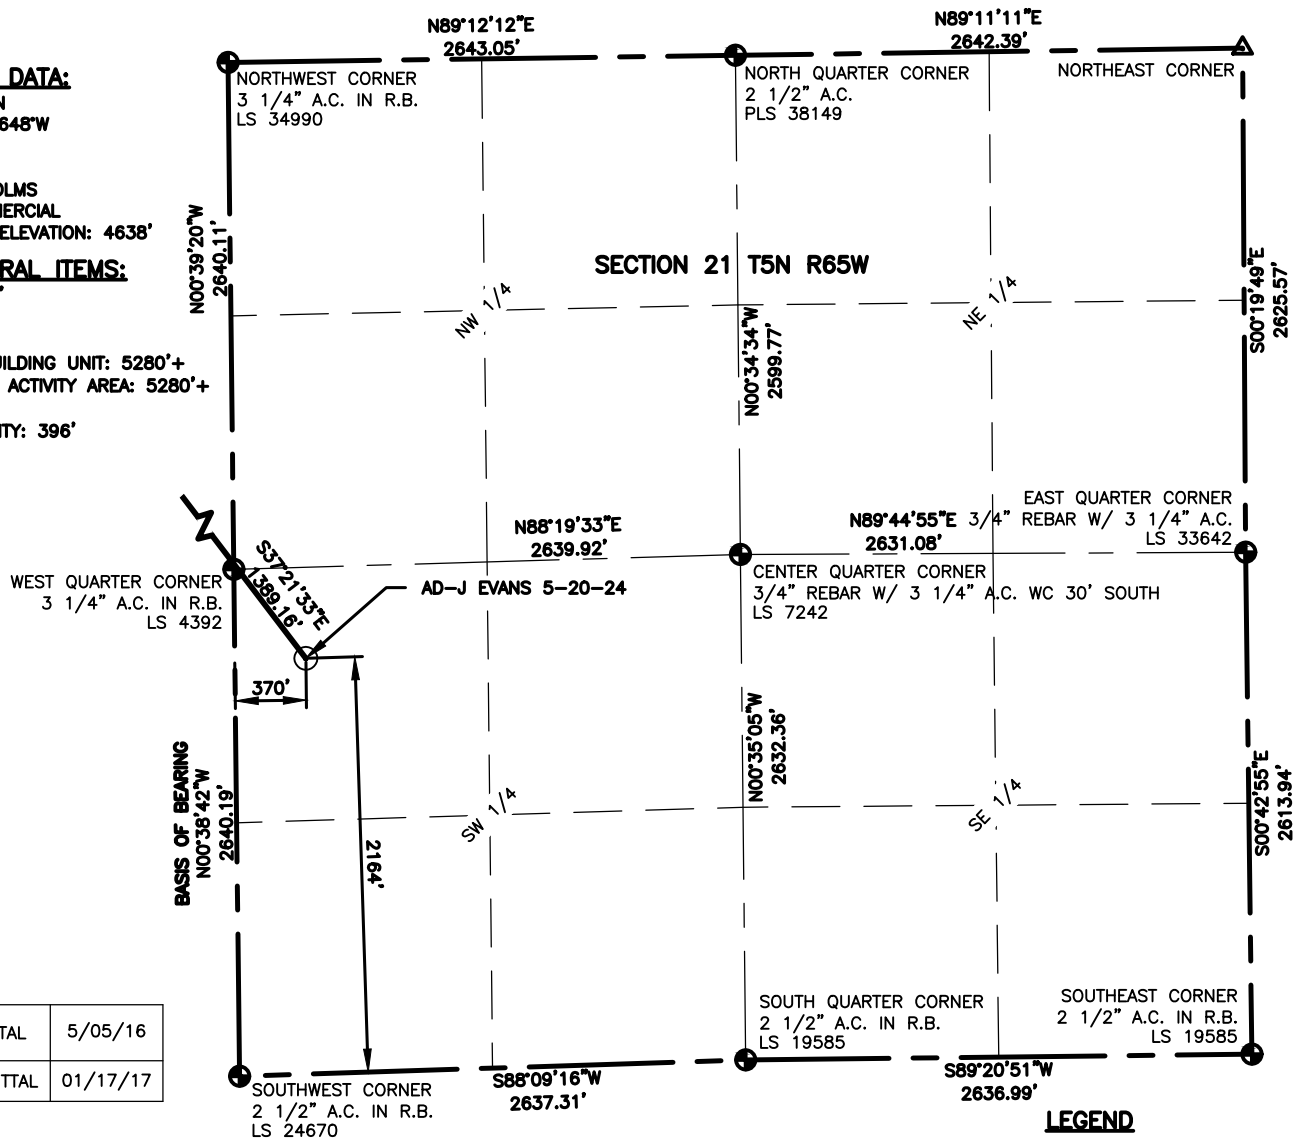 N89°12'12"E
2643.05'
N89°11'11"E
2642.39'
DATA:
N
648°W
OLMS
MERCIAL
ELEVATION: 4638'
RAL ITEMS:
UILDING UNIT: 5280'+
ACTIVITY AREA: 5280'+
ITY: 396'
NORTHWEST CORNER
3 1/4" A.C. IN R.B.
LS 34990
NORTH QUARTER CORNER
2 1/2" A.C.
PLS 38149
NORTHEAST CORNER
N00°39'20"W
2640.11'
SECTION 21 T5N R65W
NW 1/4
NE 1/4
N00°34'34"W
2599.77'
S00°19'49"E
2625.57'
N88°19'33"E
2639.92'
N89°44'55"E
2631.08'
EAST QUARTER CORNER
3/4" REBAR W/ 3 1/4" A.C.
LS 33642
WEST QUARTER CORNER
3 1/4" A.C. IN R.B.
LS 4392
S37°21'33"E
1389.16'
AD-J EVANS 5-20-24
CENTER QUARTER CORNER
3/4" REBAR W/ 3 1/4" A.C. WC 30' SOUTH
LS 7242
370'
BASIS OF BEARING
N00°38'42"W
2640.19'
2164'
SW 1/4
SE 1/4
N00°35'05"W
2632.36'
S00°42'55"E
2613.94'
TAL 5/05/16
TTAL 01/17/17
SOUTHWEST CORNER
2 1/2" A.C. IN R.B.
LS 24670
S88°09'16"W
2637.31'
SOUTH QUARTER CORNER
2 1/2" A.C. IN R.B.
LS 19585
SOUTHEAST CORNER
2 1/2" A.C. IN R.B.
LS 19585
S89°20'51"W
2636.99'
LEGEND